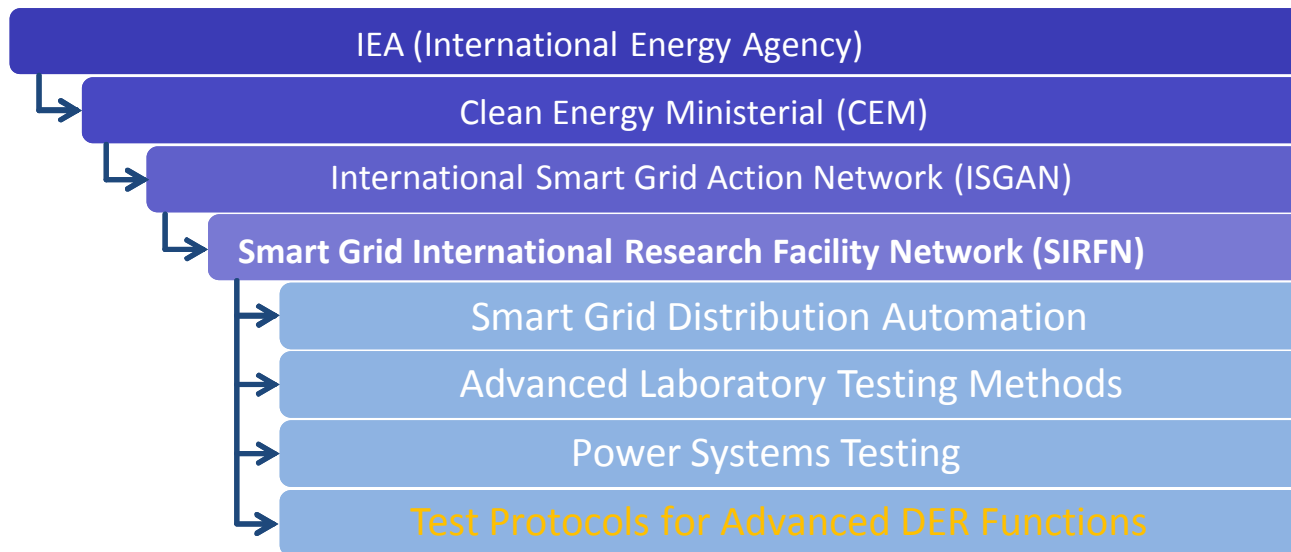 IEA (International Energy Agency)
Clean Energy Ministerial (CEM)
International Smart Grid Action Network (ISGAN)
Smart Grid International Research Facility Network (SIRFN)
Smart Grid Distribution Automation
Advanced Laboratory Testing Methods
Power Systems Testing
Test Protocols for Advanced DER Functions